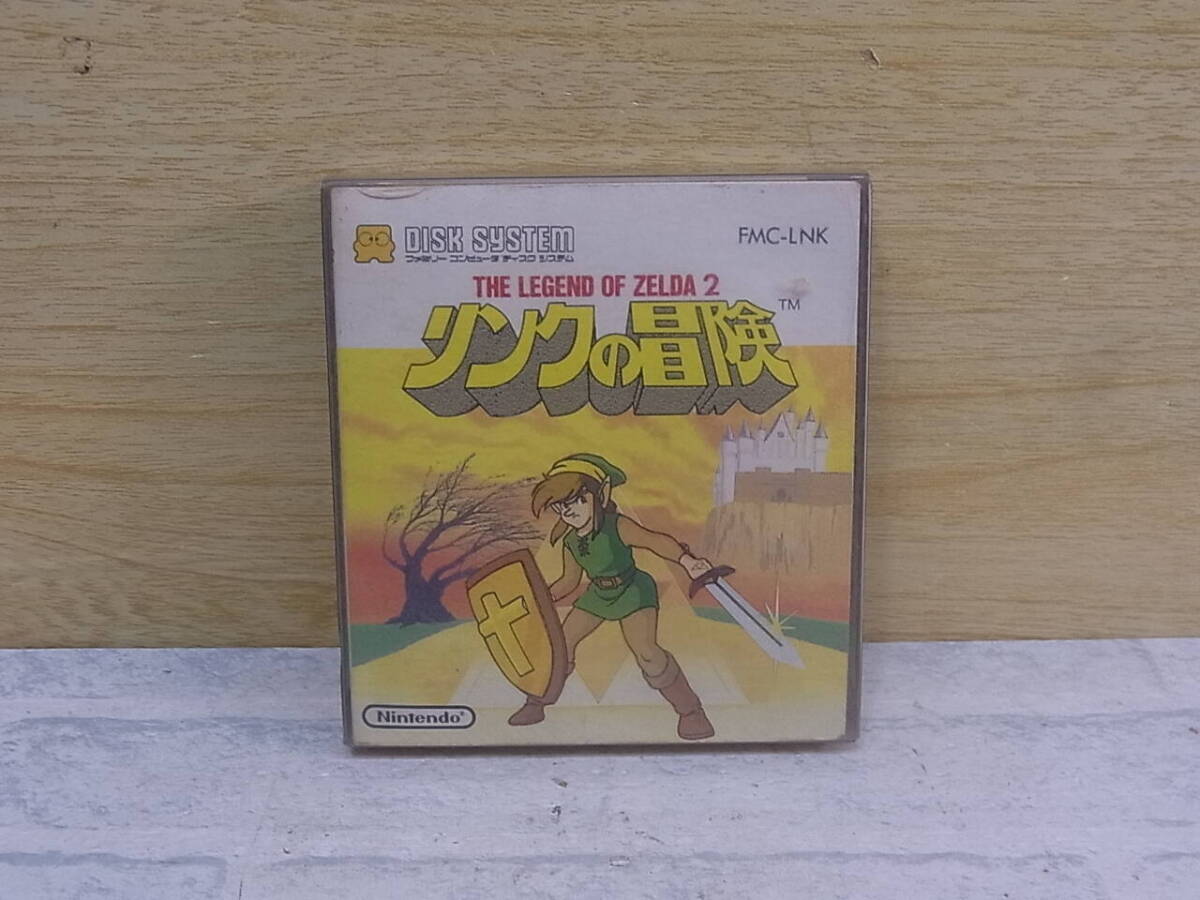 DISK SYSTEM
ファミリー コンピュータ ディスク システム
FMC-LNK
THE LEGEND OF ZELDA 2
リンクの冒険 ™
Nintendo®